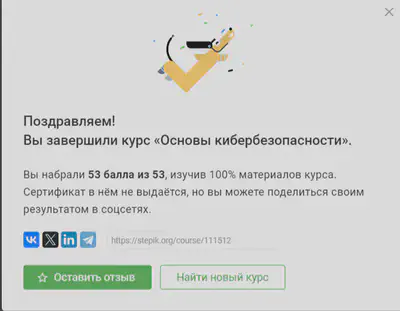 Поздравляем!
Вы завершили курс «Основы кибербезопасности».
Вы набрали 53 балла из 53, изучив 100% материалов курса.
Сертификат в нём не выдаётся, но вы можете поделиться своим
результатом в соцсетях.
https://stepik.org/course/111512
Оставить отзыв
Найти новый курс